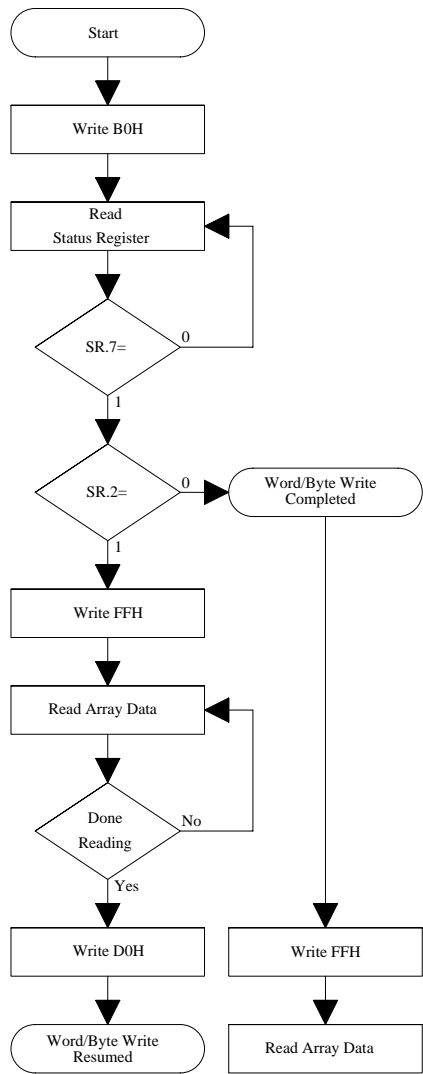 Start
Write B0H
Read
Status Register
SR.7=
0
1
SR.2=
0
Word/Byte Write
Completed
1
Write FFH
Read Array Data
Done
Reading
No
Yes
Write D0H
Write FFH
Word/Byte Write
Resumed
Read Array Data